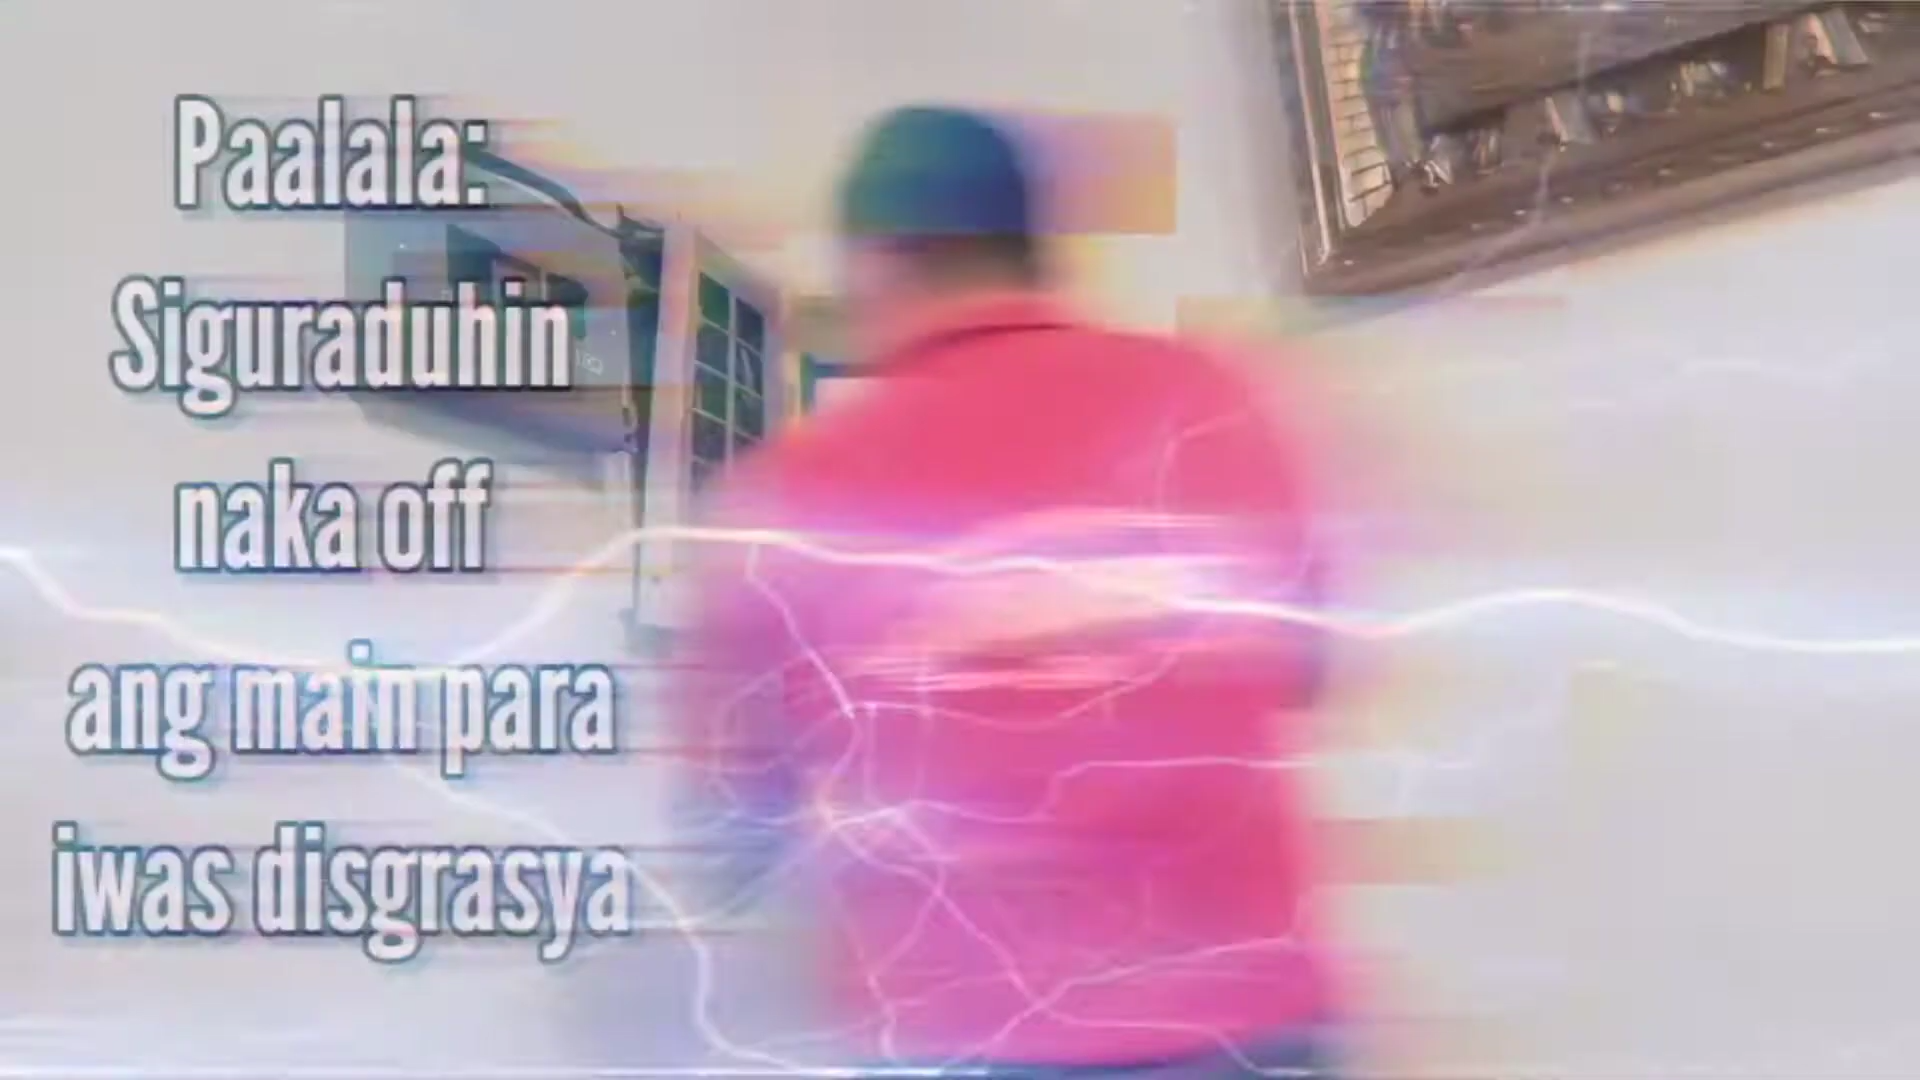 Paalala:
Siguraduhin
naka off
ang main para
iwas disgrasya